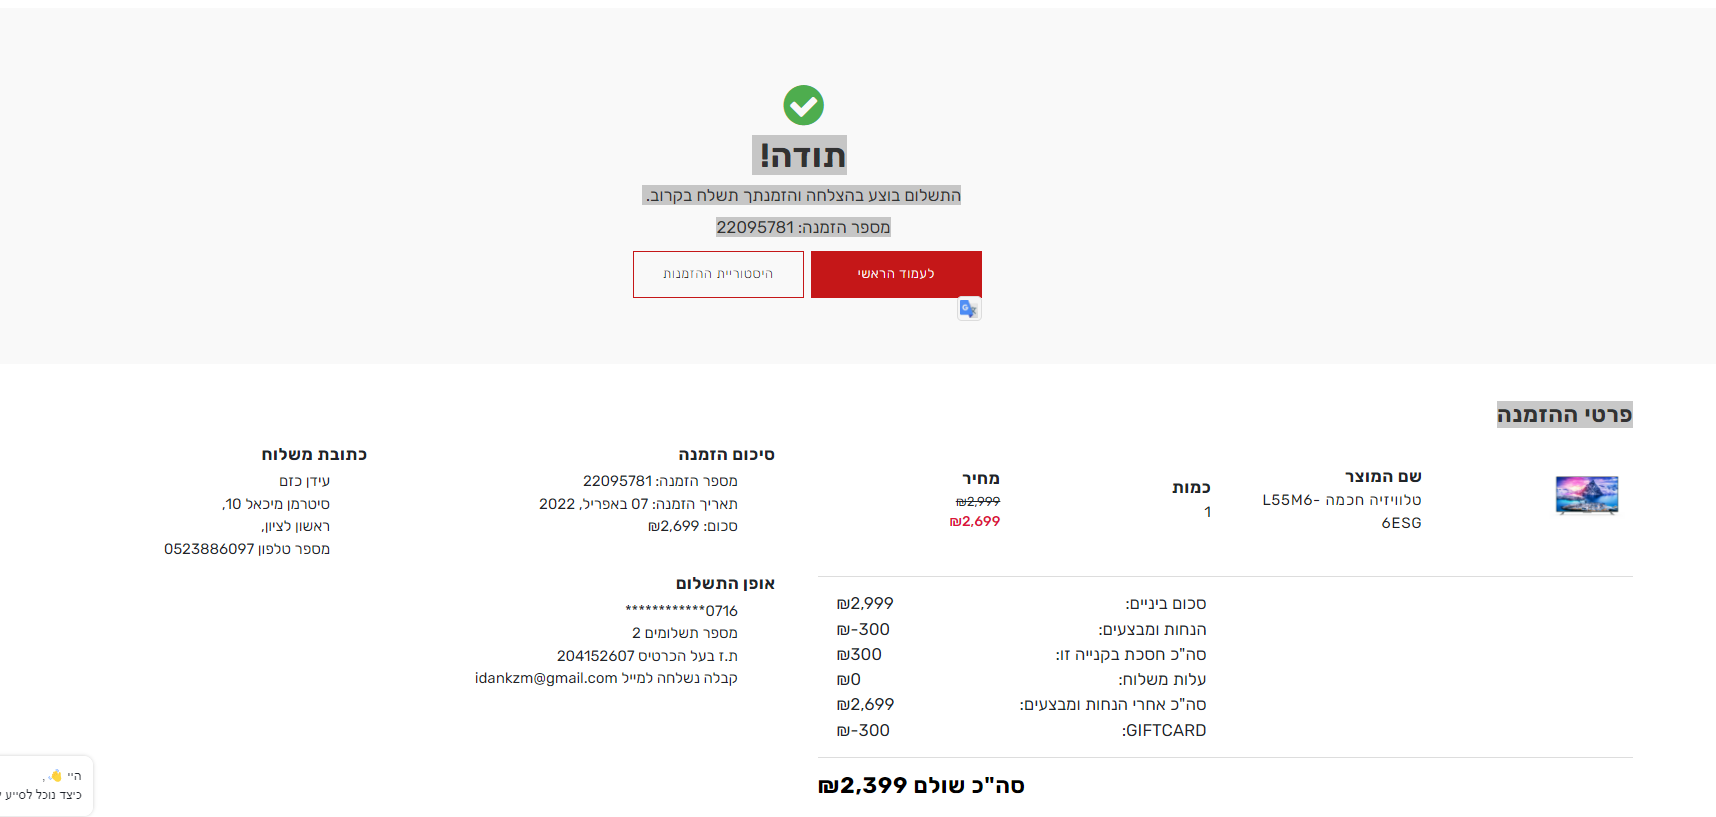 תודה!
התשלום בוצע בהצלחה והזמנתך תשלח בקרוב.
מספר הזמנה: 22095781
לעמוד הראשי
היסטוריית ההזמנות
פרטי ההזמנה
שם המוצר
טלוויזיה חכמה L55M6-
6ESG
כמות
1
מחיר
₪2,999
₪2,699
סכום ביניים: ₪2,999
הנחות ומבצעים: ₪-300
סה"כ חסכת בקנייה זו: ₪300
עלות משלוח: ₪0
סה"כ אחרי הנחות ומבצעים: ₪2,699
GIFTCARD: ₪-300
סה"כ שולם ₪2,399
סיכום הזמנה
מספר הזמנה: 22095781
תאריך הזמנה: 07 באפריל, 2022
סכום: ₪2,699
אופן התשלום
************0716
מספר תשלומים 2
ת.ז בעל הכרטיס 204152607
קבלה נשלחה למייל idankzm@gmail.com
כתובת משלוח
עידן כזם
סיטרמן מיכאל 10,
ראשון לציון,
מספר טלפון 0523886097
היי 👋,
כיצד נוכל לסייע